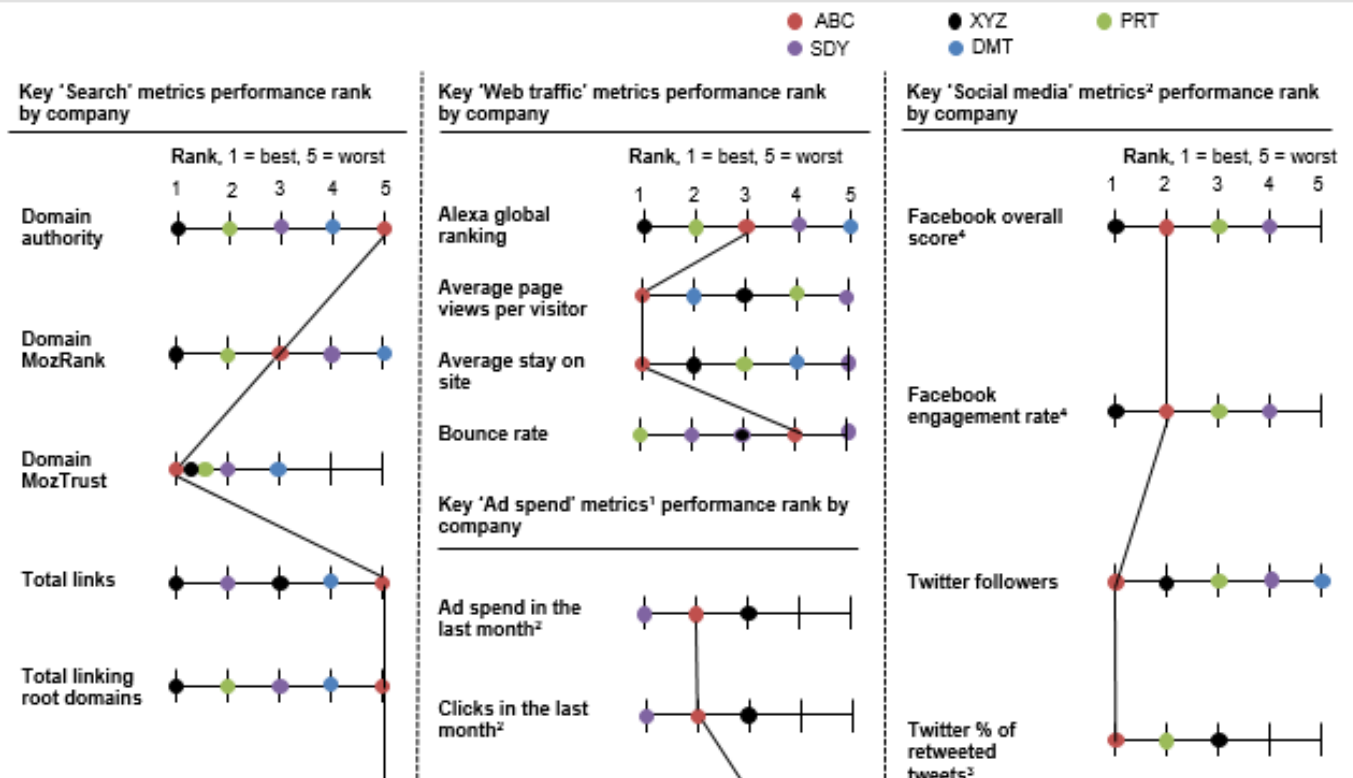 ABC XYZ PRT
SDY DMT
Key 'Search' metrics performance rank
by company
Rank, 1 = best, 5 = worst
1 2 3 4 5
Domain
authority
Domain
MozRank
Domain
MozTrust
Total links
Total linking
root domains
Key 'Web traffic' metrics performance rank
by company
Rank, 1 = best, 5 = worst
1 2 3 4 5
Alexa global
ranking
Average page
views per visitor
Average stay on
site
Bounce rate
Key 'Ad spend' metrics¹ performance rank by
company
Ad spend in the
last month²
Clicks in the last
month²
Key 'Social media' metrics² performance rank
by company
Rank, 1 = best, 5 = worst
1 2 3 4 5
Facebook overall
score⁴
Facebook
engagement rate⁴
Twitter followers
Twitter % of
retweeted
tweets³